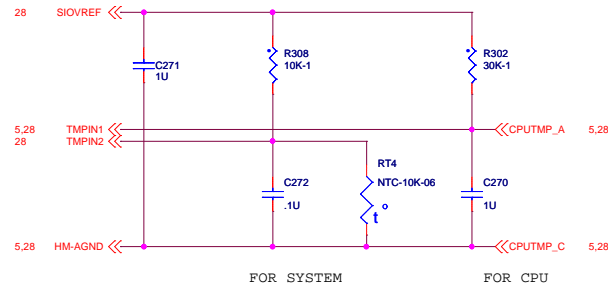 28 SIOVREF
C271
1U
R308
10K-1
R302
30K-1
5,28 TMPIN1 CPUTMP_A 5,28
28 TMPIN2
RT4
NTC-10K-06
t o
C272
.1U
C270
1U
5,28 HM-AGND CPUTMP_C 5,28
FOR SYSTEM FOR CPU